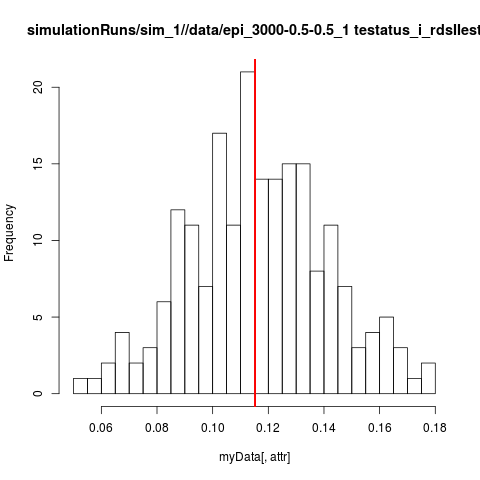 simulationRuns/sim_1//data/epi_3000-0.5-0.5_1 testatus_i_rdsllest
Frequency
20
15
10
5
0
0.06 0.08 0.10 0.12 0.14 0.16 0.18
myData[, attr]